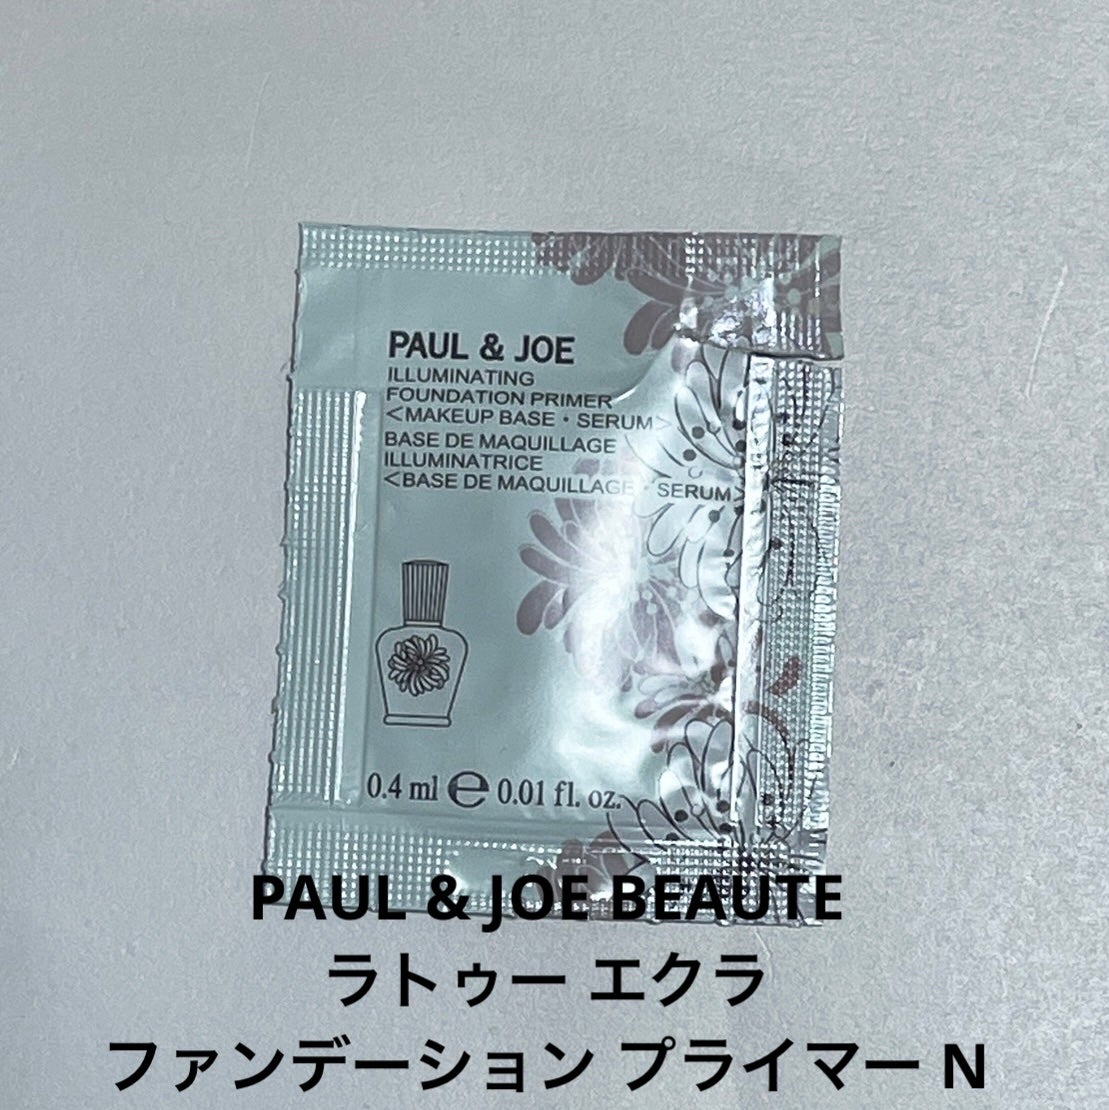 PAUL & JOE
ILLUMINATING
FOUNDATION PRIMER
<MAKEUP BASE・SERUM>
BASE DE MAQUILLAGE
ILLUMINATRICE
<BASE DE MAQUILLAGE・SERUM>
0.4 ml ℮ 0.01 fl. oz.
PAUL & JOE BEAUTE
ラトゥー エクラ
ファンデーション プライマー N